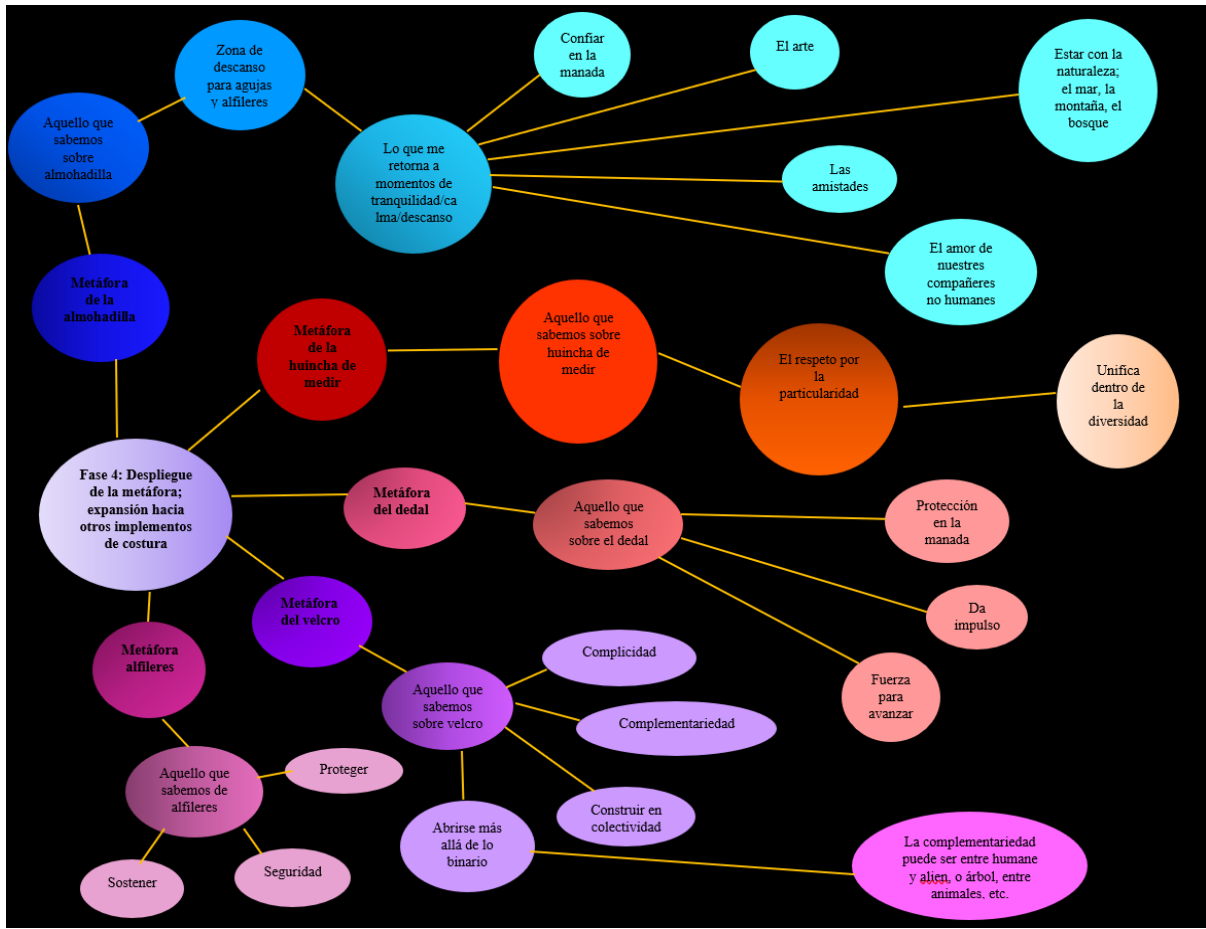 Zona de
descanso
para agujas
y alfileres
Confiar
en la
manada
El arte
Estar con la
naturaleza;
el mar, la
montaña, el
bosque
Aquello que
sabemos
sobre
almohadilla
Lo que me
retorna a
momentos de
tranquilidad/ca
lma/descanso
Las
amistades
El amor de
nuestres
compañeres
no humanes
Metáfora
de la
almohadilla
Metáfora
de la
huincha de
medir
Aquello que
sabemos sobre
huincha de
medir
El respeto por
la
particularidad
Unifica
dentro de
la
diversidad
Fase 4: Despliegue
de la metáfora;
expansión hacia
otros implementos
de costura
Metáfora
del dedal
Aquello que
sabemos
sobre el dedal
Protección
en la
manada
Da
impulso
Fuerza
para
avanzar
Metáfora
del velcro
Aquello que
sabemos
sobre velcro
Complicidad
Complementariedad
Construir en
colectividad
Abrirse más
allá de lo
binario
La complementariedad
puede ser entre humane
y alien, o árbol, entre
animales, etc.
Metáfora
alfileres
Aquello que
sabemos de
alfileres
Proteger
Sostener
Seguridad